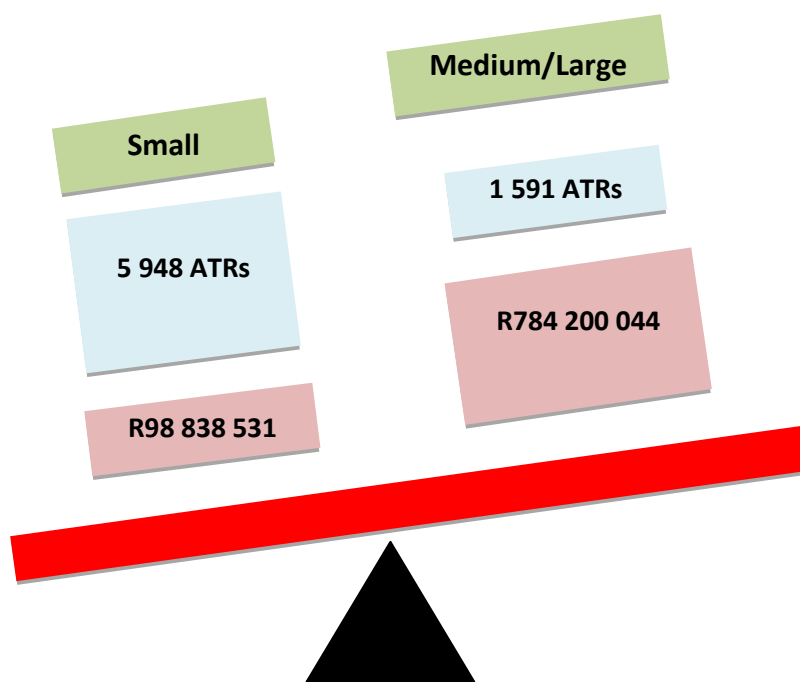 Small
5 948 ATRs
R98 838 531
Medium/Large
1 591 ATRs
R784 200 044